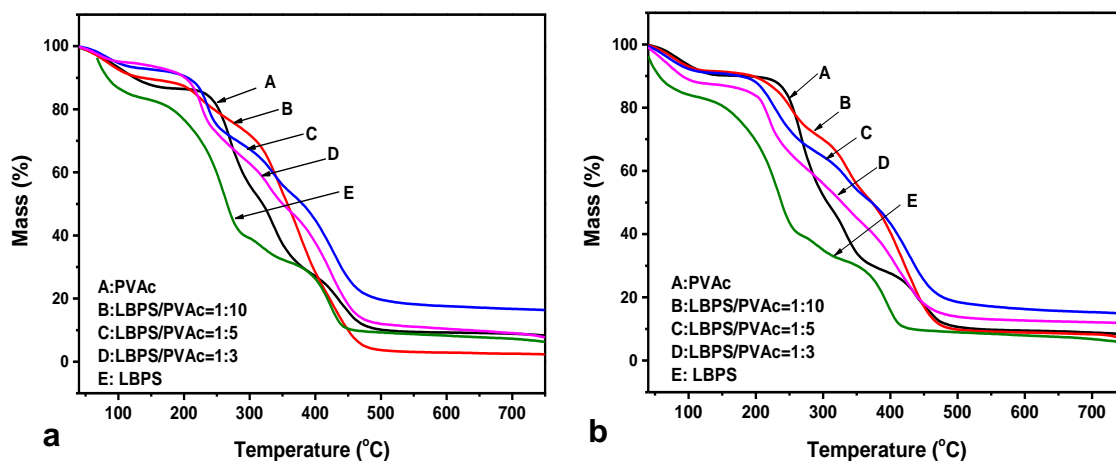 100
80
60
40
20
0
Mass (%)
A
B
C
D
E
A:PVAc
B:LBPS/PVAc=1:10
C:LBPS/PVAc=1:5
D:LBPS/PVAc=1:3
E: LBPS
100 200 300 400 500 600 700
Temperature (°C)
a
100
80
60
40
20
0
Mass (%)
A
B
C
D
E
A:PVAc
B:LBPS/PVAc=1:10
C:LBPS/PVAc=1:5
D:LBPS/PVAc=1:3
E: LBPS
100 200 300 400 500 600 700
Temperature (°C)
b